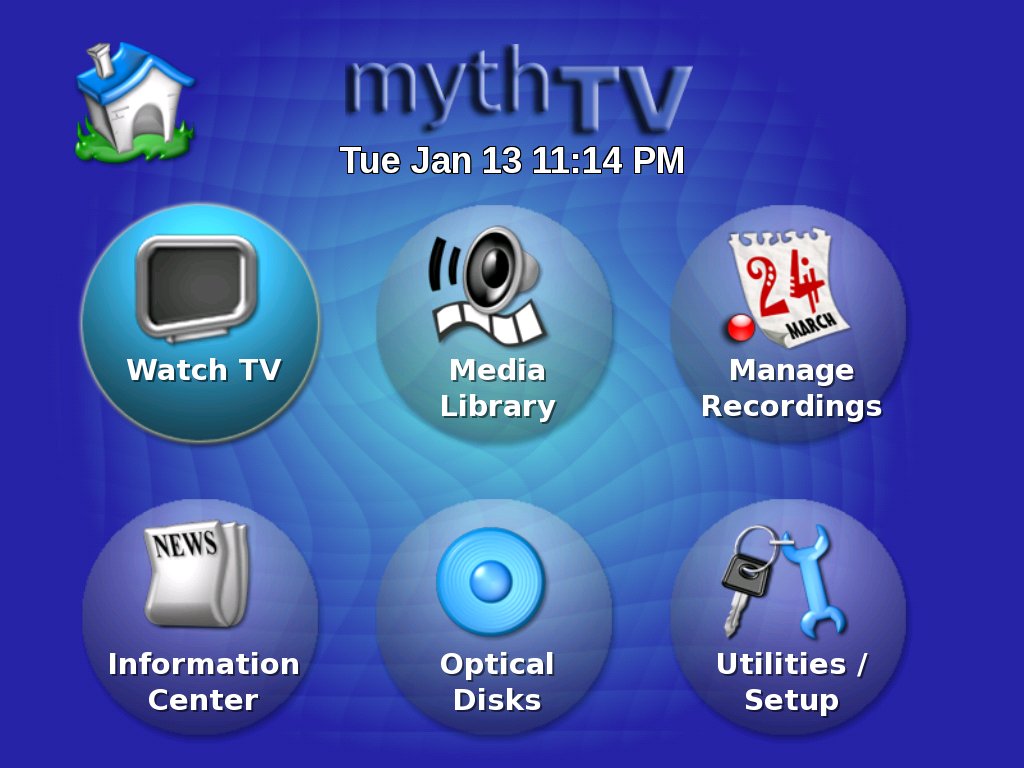 mythTV
Tue Jan 13 11:14 PM
24
MARCH
Watch TV
Media
Library
Manage
Recordings
NEWS
Information
Center
Optical
Disks
Utilities /
Setup